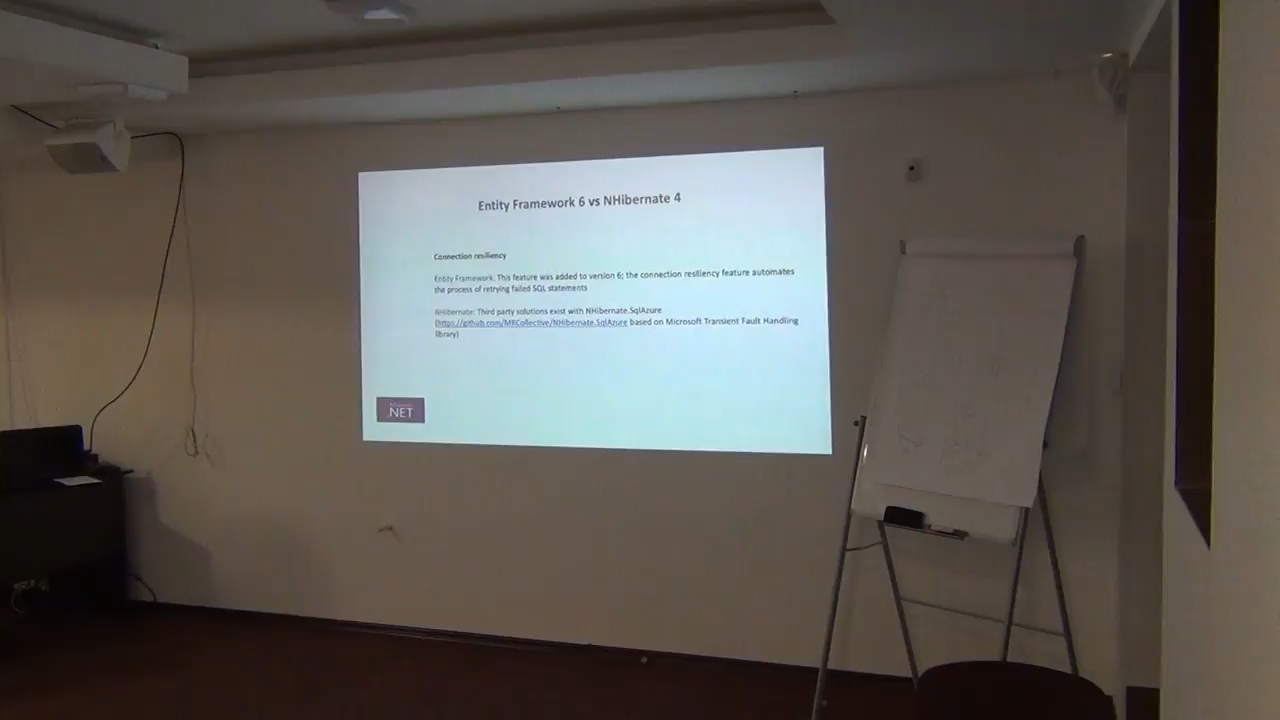 Entity Framework 6 vs NHibernate 4
Connection resiliency
Entity Framework: This feature was added to version 6; the connection resiliency feature automates
the process of retrying failed SQL statements
NHibernate: Third party solutions exist with NHibernate.SqlAzure
(https://github.com/MRCollective/NHibernate.SqlAzure based on Microsoft Transient Fault Handling
library)
Microsoft
.NET